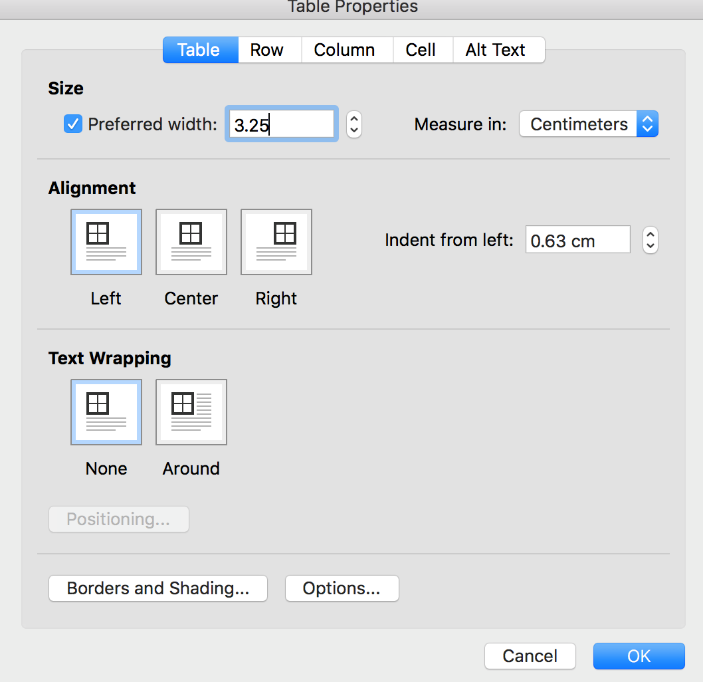 Table Properties
Table Row Column Cell Alt Text
Size
Preferred width: 3.25 Measure in: Centimeters
Alignment
Indent from left: 0.63 cm
Left Center Right
Text Wrapping
None Around
Positioning...
Borders and Shading... Options...
Cancel OK